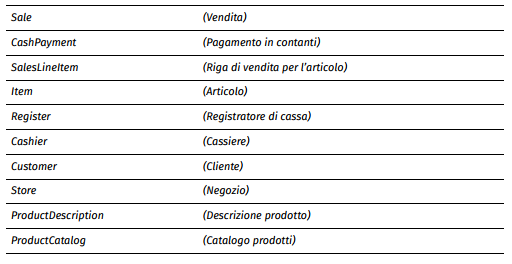 Sale (Vendita)
CashPayment (Pagamento in contanti)
SalesLineItem (Riga di vendita per l'articolo)
Item (Articolo)
Register (Registratore di cassa)
Cashier (Cassiere)
Customer (Cliente)
Store (Negozio)
ProductDescription (Descrizione prodotto)
ProductCatalog (Catalogo prodotti)